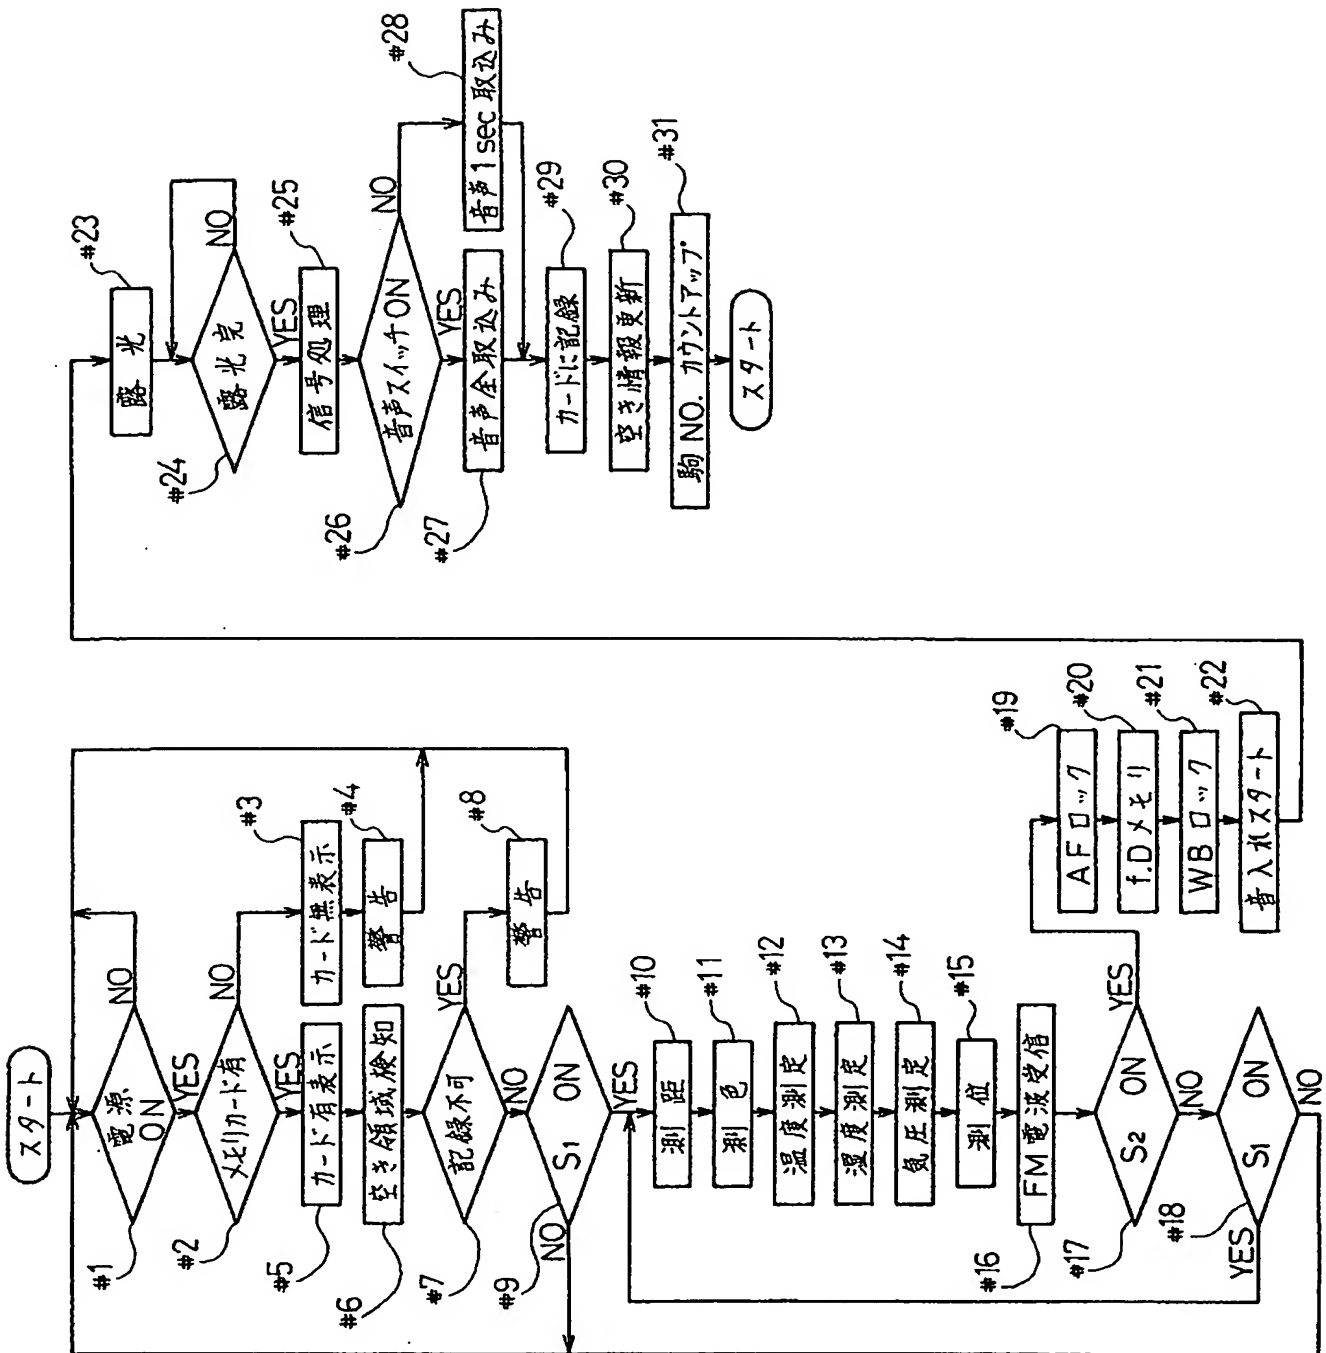 スタート
#1
電源
ON
NO
YES
#2
メモリカード有
NO
YES
#3
カード無表示
#4
警告
#5
カード有表示
#6
空き領域検知
#7
記録不可
YES
NO
#8
警告
#9
S1 ON
NO
YES
#10
測距
#11
測色
#12
温度測定
#13
湿度測定
#14
気圧測定
#15
測位
#16
FM電波受信
#17
S2 ON
YES
NO
#18
S1 ON
YES
NO
#19
AFロック
#20
f.Dメモリ
#21
WBロック
#22
音入れスタート
#23
露光
#24
露光完
NO
YES
#25
信号処理
#26
音声スイッチON
NO
YES
#27
音声全取込み
#28
音声1sec取込み
#29
カードに記録
#30
空き情報更新
#31
駒NO. カウントアップ
スタート